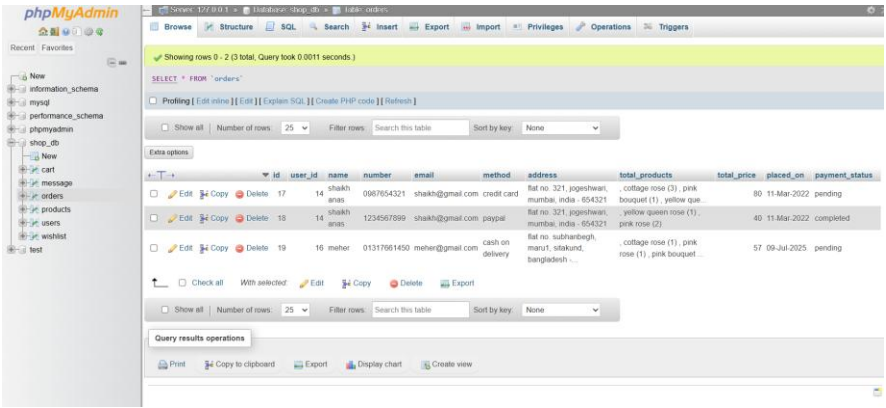 phpMyAdmin
Server: 127.0.0.1 » Database: shop_db » Table: orders
Browse Structure SQL Search Insert Export Import Privileges Operations Triggers
Recent Favorites
New
information_schema
mysql
performance_schema
phpmyadmin
shop_db
New
cart
message
orders
products
users
wishlist
test
Showing rows 0 - 2 (3 total, Query took 0.0011 seconds.)
SELECT * FROM `orders`
Profiling [ Edit inline ] [ Edit ] [ Explain SQL ] [ Create PHP code ] [ Refresh ]
Show all | Number of rows: 25 Filter rows: Search this table Sort by key: None
Extra options
id user_id name number email method address total_products total_price placed_on payment_status
Edit Copy Delete 17 14 shaikh anas 0987654321 shaikh@gmail.com credit card flat no. 321, jogeshwari, mumbai, india - 654321 , cottage rose (3) , pink bouquet (1) , yellow que... 80 11-Mar-2022 pending
Edit Copy Delete 18 14 shaikh anas 1234567899 shaikh@gmail.com paypal flat no. 321, jogeshwari, mumbai, india - 654321 , yellow queen rose (1) , pink rose (2) 40 11-Mar-2022 completed
Edit Copy Delete 19 16 meher 01317661450 meher@gmail.com cash on delivery flat no. subhanbegh, maru1, sitakund, bangladesh -... , cottage rose (1) , pink rose (1) , pink bouquet ... 57 09-Jul-2025 pending
Check all With selected: Edit Copy Delete Export
Show all | Number of rows: 25 Filter rows: Search this table Sort by key: None
Query results operations
Print Copy to clipboard Export Display chart Create view